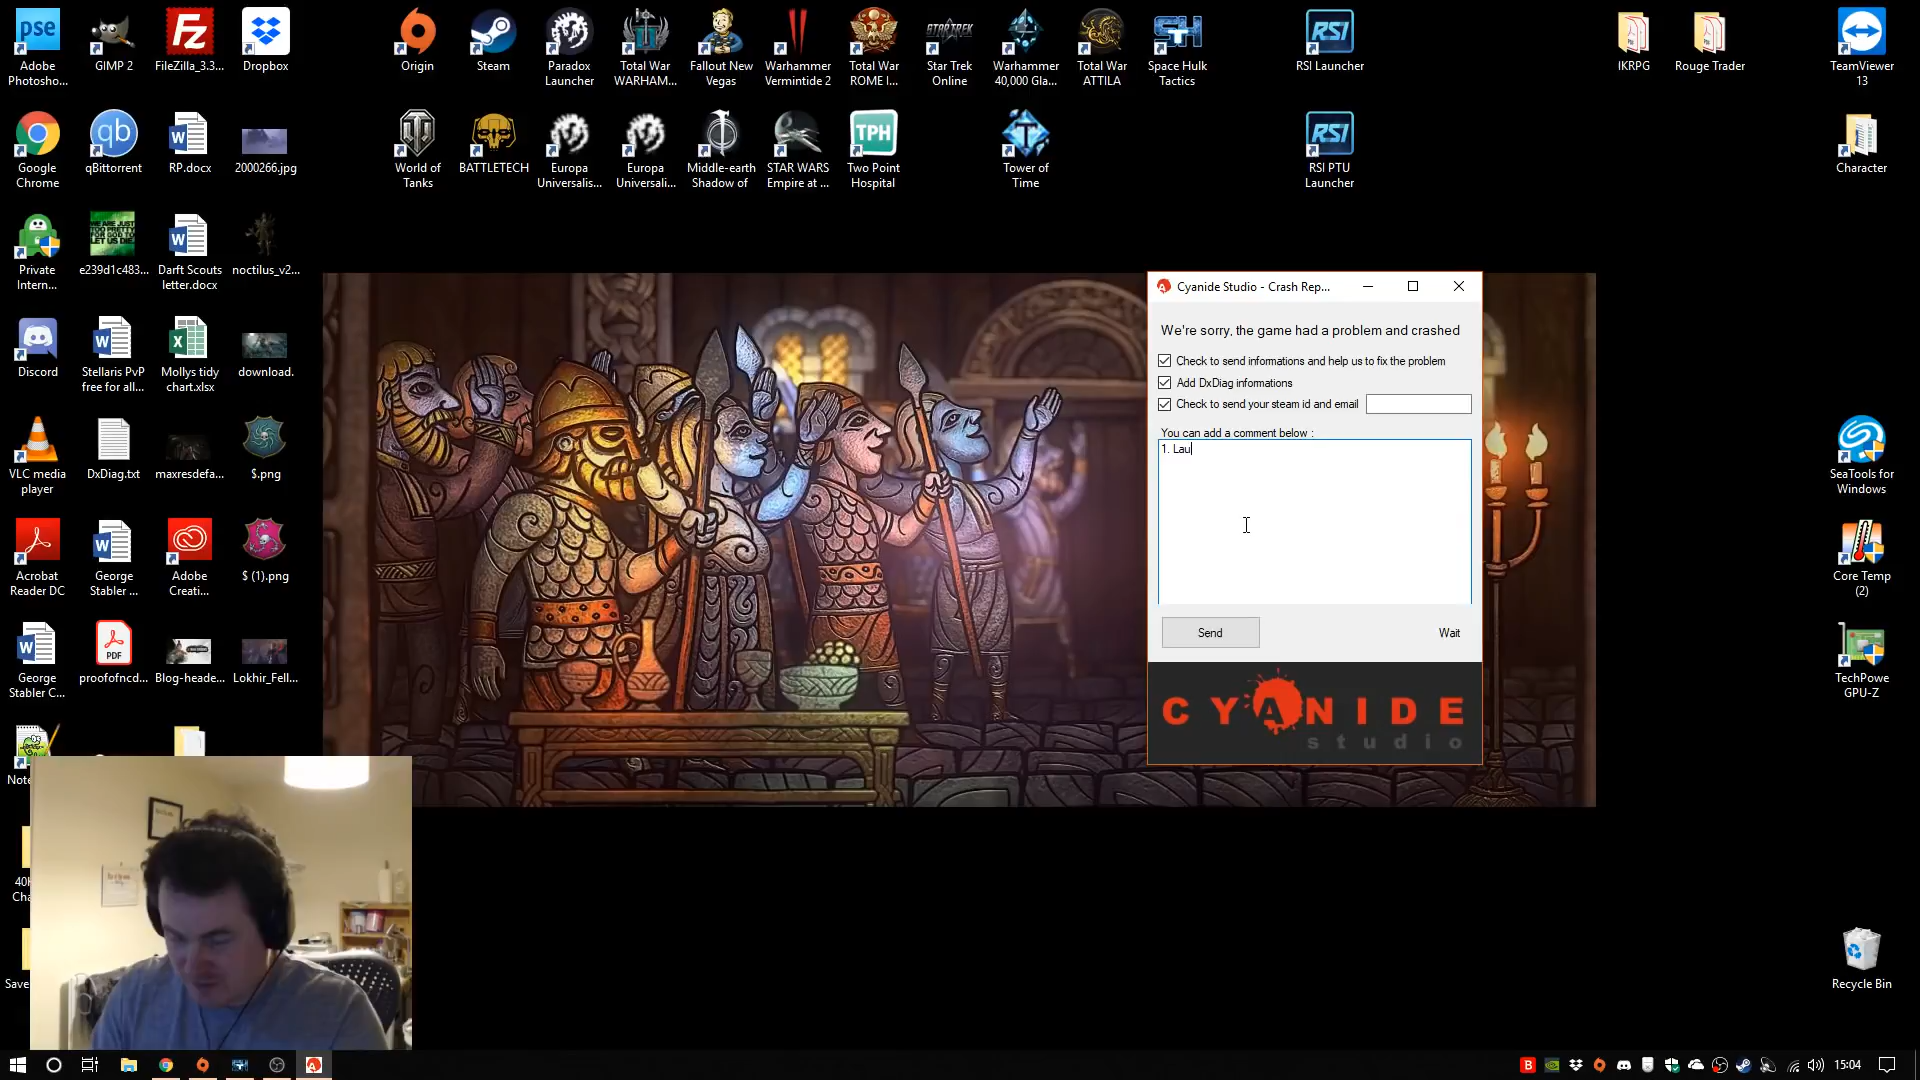 Adobe
Photosho...
GIMP 2
FileZilla_3.3...
Dropbox
Origin
Steam
Paradox
Launcher
Total War
WARHAM...
Fallout New
Vegas
Warhammer
Vermintide 2
Total War
ROME I...
Star Trek
Online
Warhammer
40,000 Gla...
Total War
ATTILA
Space Hulk
Tactics
RSI Launcher
IKRPG
Rouge Trader
TeamViewer
13
Google
Chrome
qBittorrent
RP.docx
2000266.jpg
World of
Tanks
BATTLETECH
Europa
Universalis...
Europa
Universali...
Middle-earth
Shadow of
STAR WARS
Empire at ...
TPH
Two Point
Hospital
Tower of
Time
RSI PTU
Launcher
Character
Private
Intern...
e239d1c483...
Darft Scouts
letter.docx
noctilus_v2...
Discord
Stellaris PvP
free for all...
Mollys tidy
chart.xlsx
download.
VLC media
player
DxDiag.txt
maxresdefa...
$.png
Acrobat
Reader DC
George
Stabler ...
Adobe
Creati...
$ (1).png
George
Stabler C...
PDF
proofofncd...
Blog-heade...
Lokhir_Fell...
SeaTools for
Windows
Core Temp
(2)
TechPowe
GPU-Z
Recycle Bin
Cyanide Studio - Crash Rep...
We're sorry, the game had a problem and crashed
Check to send informations and help us to fix the problem
Add DxDiag informations
Check to send your steam id and email
You can add a comment below :
1. Lau
Send
Wait
CYANIDE
studio
15:04